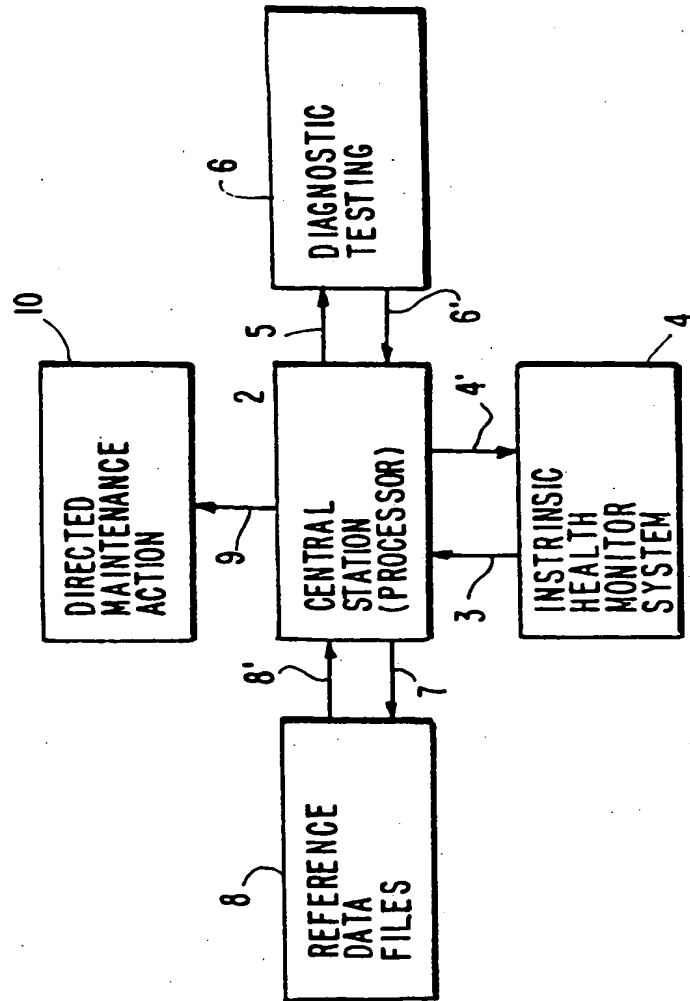 10
DIRECTED
MAINTENANCE
ACTION
9
8
REFERENCE
DATA
FILES
8'
7
2
CENTRAL
STATION
(PROCESSOR)
5
6'
6
DIAGNOSTIC
TESTING
3
4'
4
INSTRINSIC
HEALTH
MONITOR
SYSTEM